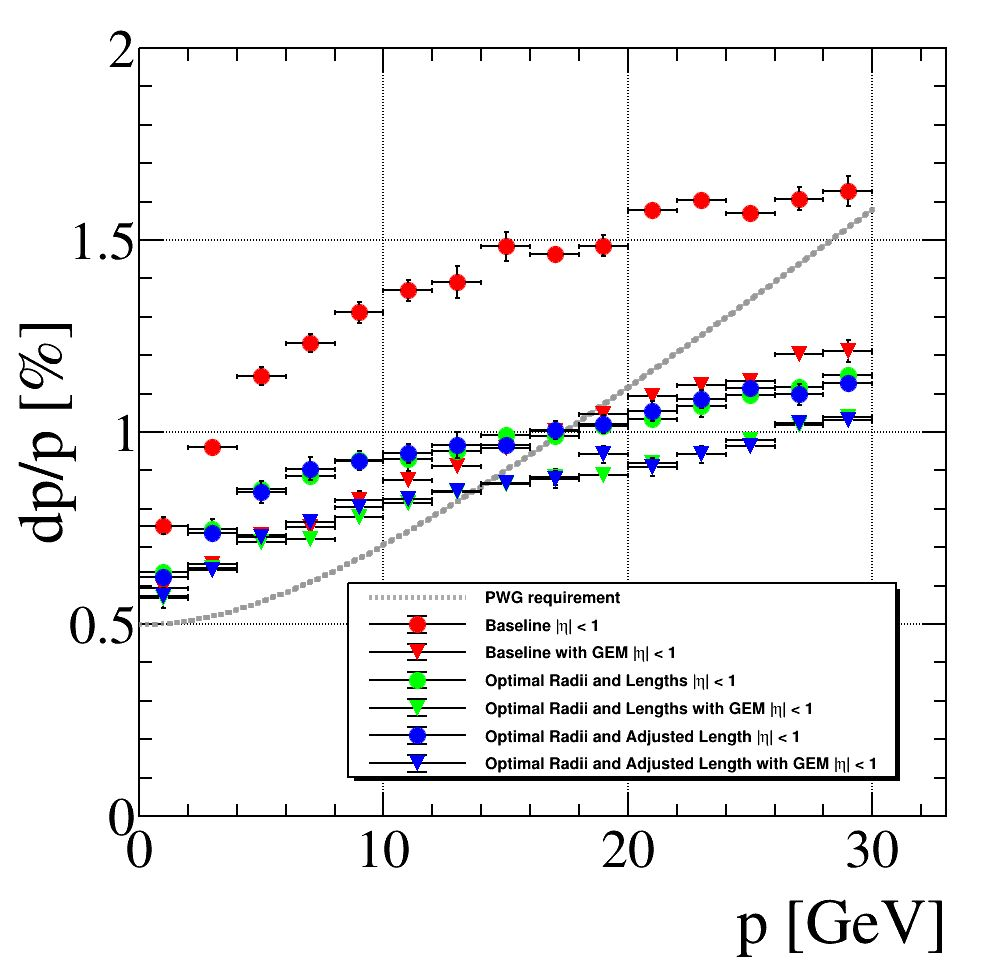 2
1.5
1
0.5
0
dp/p [%]
PWG requirement
Baseline |η| < 1
Baseline with GEM |η| < 1
Optimal Radii and Lengths |η| < 1
Optimal Radii and Lengths with GEM |η| < 1
Optimal Radii and Adjusted Length |η| < 1
Optimal Radii and Adjusted Length with GEM |η| < 1
0 10 20 30
p [GeV]